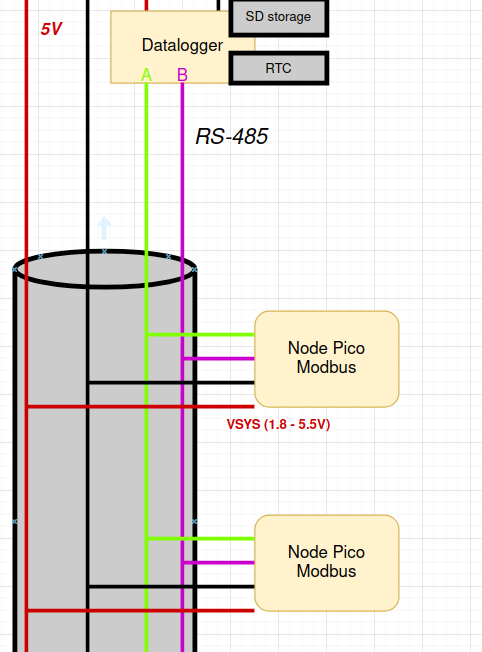 5V
SD storage
Datalogger
RTC
A
B
RS-485
Node Pico
Modbus
VSYS (1.8 - 5.5V)
Node Pico
Modbus